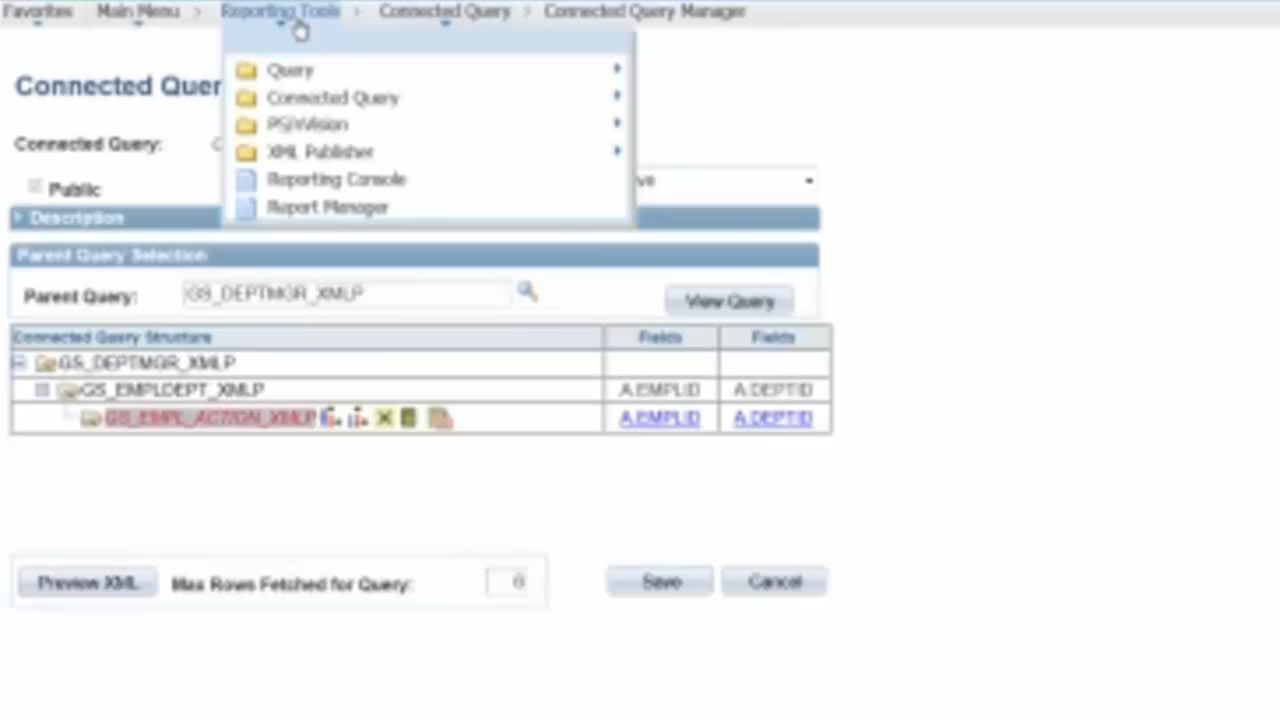 Favorites Main Menu > Reporting Tools > Connected Query > Connected Query Manager
Query
Connected Query
PS/nVision
XML Publisher
Reporting Console
Report Manager
Connected Quer
Connected Query:
Public
ve
Description
Parent Query Selection
Parent Query: GS_DEPTMGR_XMLP View Query
Connected Query Structure Fields Fields
GS_DEPTMGR_XMLP
GS_EMPLDEPT_XMLP A.EMPLID A.DEPTID
GS_EMPL_ACTION_XMLP A.EMPLID A.DEPTID
Preview XML Max Rows Fetched for Query: Save Cancel